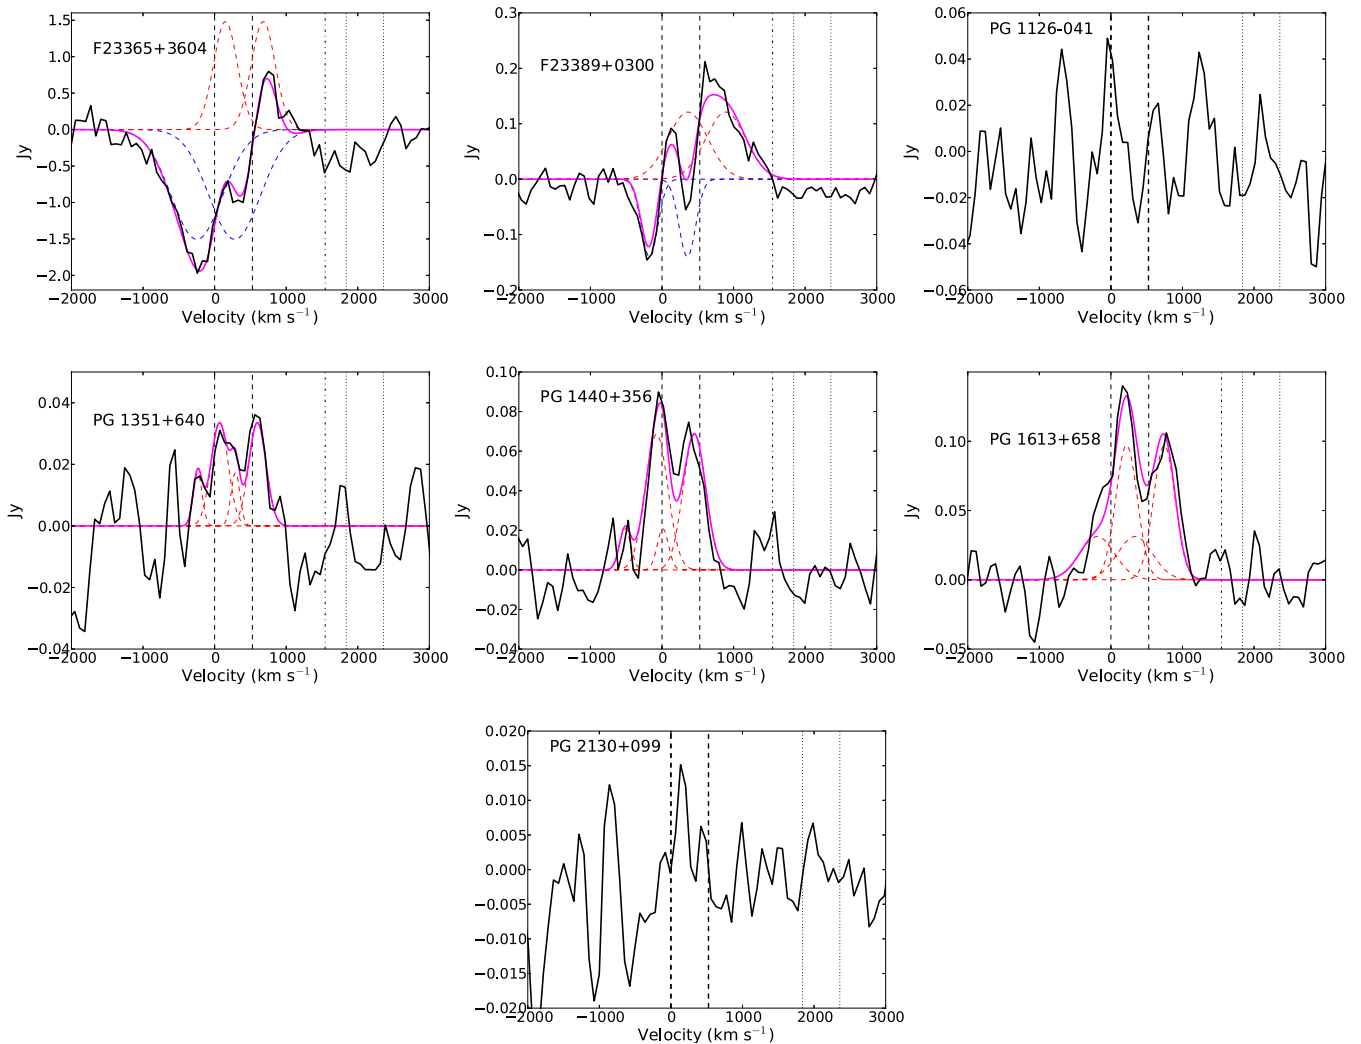 F23365+3604
Jy
1.5
1.0
0.5
0.0
−0.5
−1.0
−1.5
−2.0
−2000 −1000 0 1000 2000 3000
Velocity (km s−1)
F23389+0300
Jy
0.3
0.2
0.1
0.0
−0.1
−0.2
−2000 −1000 0 1000 2000 3000
Velocity (km s−1)
PG 1126-041
Jy
0.06
0.04
0.02
0.00
−0.02
−0.04
−0.06
−2000 −1000 0 1000 2000 3000
Velocity (km s−1)
PG 1351+640
Jy
0.04
0.02
0.00
−0.02
−0.04
−2000 −1000 0 1000 2000 3000
Velocity (km s−1)
PG 1440+356
Jy
0.10
0.08
0.06
0.04
0.02
0.00
−0.02
−0.04
−2000 −1000 0 1000 2000 3000
Velocity (km s−1)
PG 1613+658
Jy
0.10
0.05
0.00
−0.05
−2000 −1000 0 1000 2000 3000
Velocity (km s−1)
PG 2130+099
Jy
0.020
0.015
0.010
0.005
0.000
−0.005
−0.010
−0.015
−0.020
−2000 −1000 0 1000 2000 3000
Velocity (km s−1)